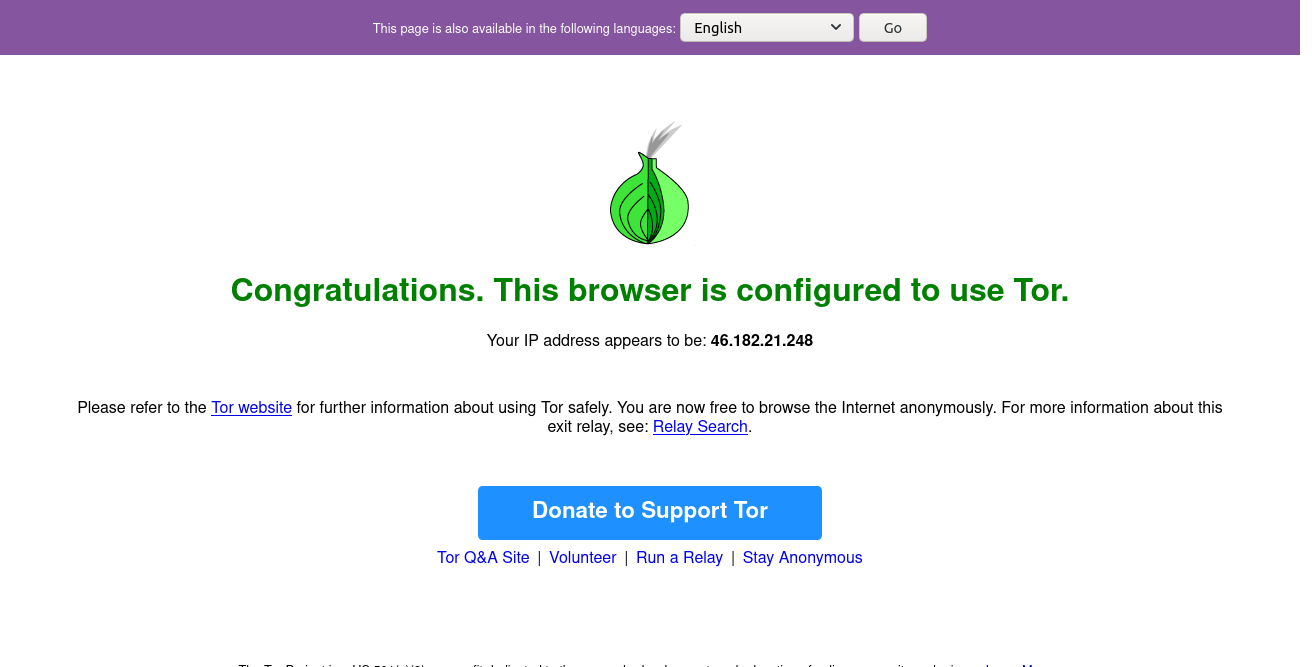 This page is also available in the following languages: English Go
Congratulations. This browser is configured to use Tor.
Your IP address appears to be: 46.182.21.248
Please refer to the Tor website for further information about using Tor safely. You are now free to browse the Internet anonymously. For more information about this
exit relay, see: Relay Search.
Donate to Support Tor
Tor Q&A Site | Volunteer | Run a Relay | Stay Anonymous